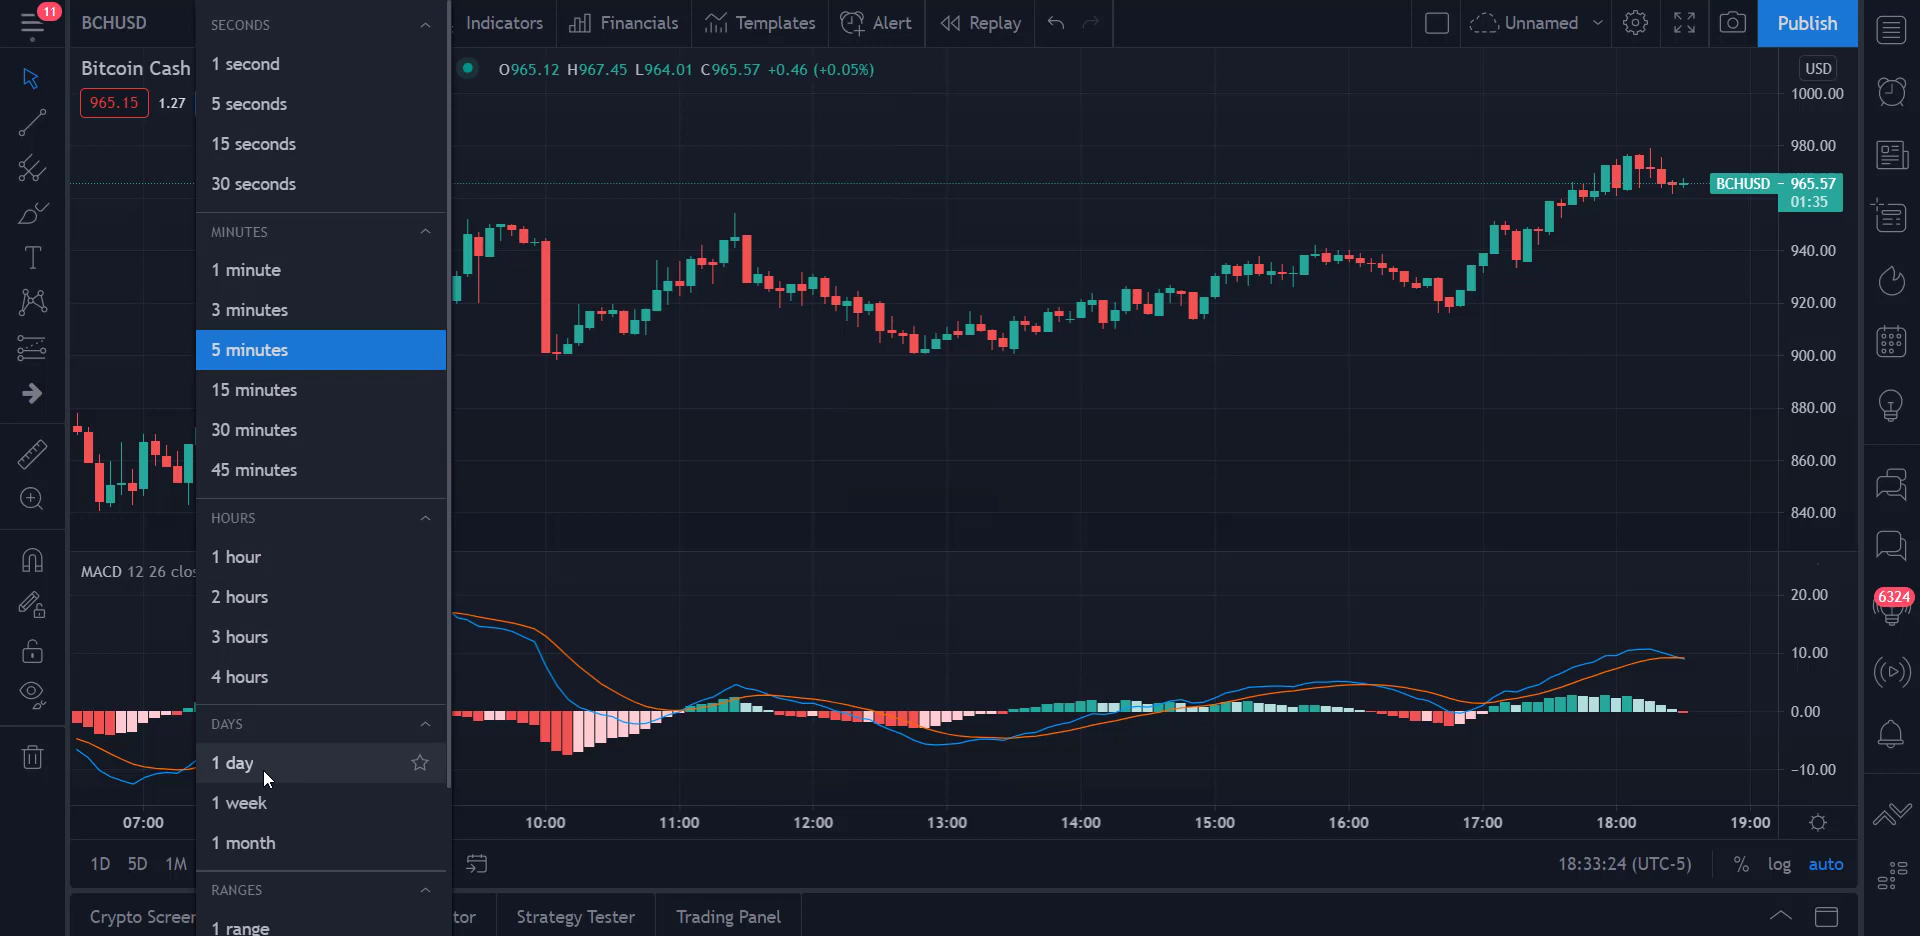 11
BCHUSD
Indicators
Financials
Templates
Alert
Replay
Unnamed
Publish
Bitcoin Cash
O965.12 H967.45 L964.01 C965.57 +0.46 (+0.05%)
965.15 1.27
SECONDS
1 second
5 seconds
15 seconds
30 seconds
MINUTES
1 minute
3 minutes
5 minutes
15 minutes
30 minutes
45 minutes
HOURS
1 hour
2 hours
3 hours
4 hours
DAYS
1 day
1 week
1 month
RANGES
1 range
USD
1000.00
980.00
BCHUSD 965.57
01:35
940.00
920.00
900.00
880.00
860.00
840.00
MACD 12 26 clos
20.00
10.00
0.00
−10.00
6324
07:00 10:00 11:00 12:00 13:00 14:00 15:00 16:00 17:00 18:00 19:00
1D 5D 1M
18:33:24 (UTC-5) % log auto
Crypto Screen
tor
Strategy Tester
Trading Panel